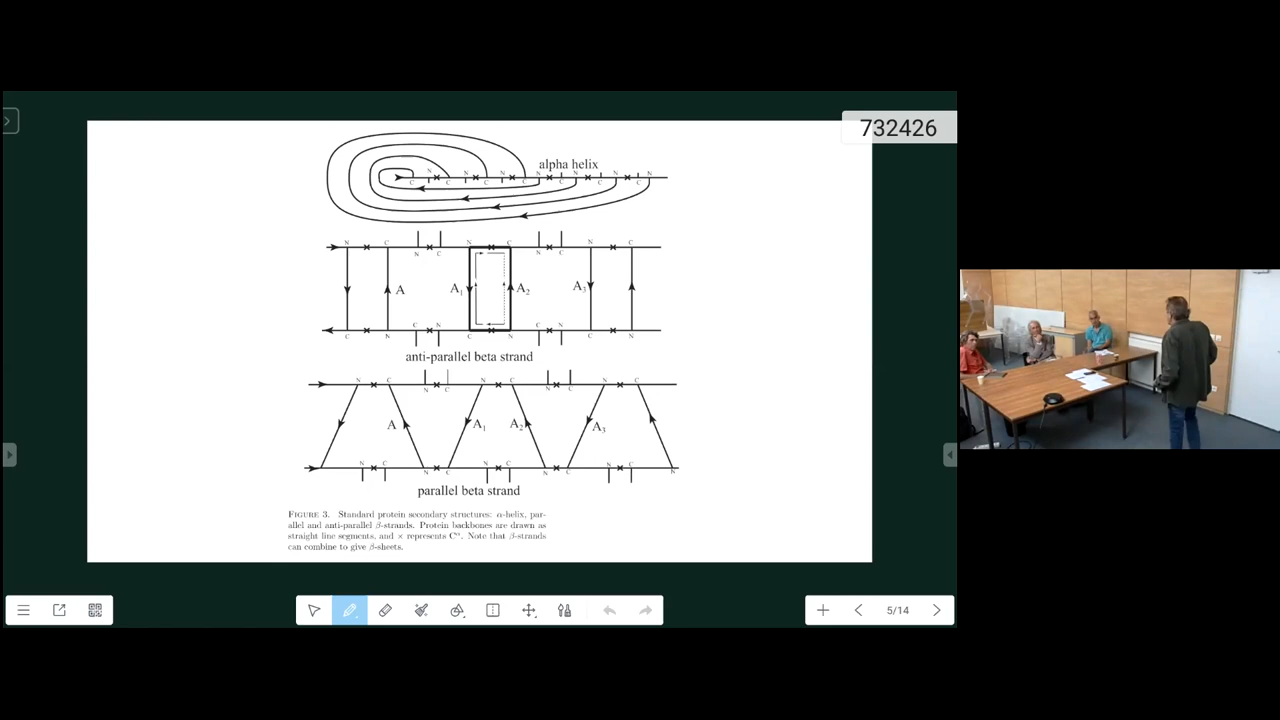 732426
alpha helix
N N N N N N N N
C C C C C C C
N C N C N C
N C N C
A A₁ A₂ A₃
C N C N
C N C N C N
anti-parallel beta strand
N C N C N C
N C N C
A A₁ A₂ A₃
N C N C N C
N C N C N
parallel beta strand
FIGURE 3. Standard protein secondary structures: α-helix, par-
allel and anti-parallel β-strands. Protein backbones are drawn as
straight line segments, and × represents Cᵅ. Note that β-strands
can combine to give β-sheets.
5/14